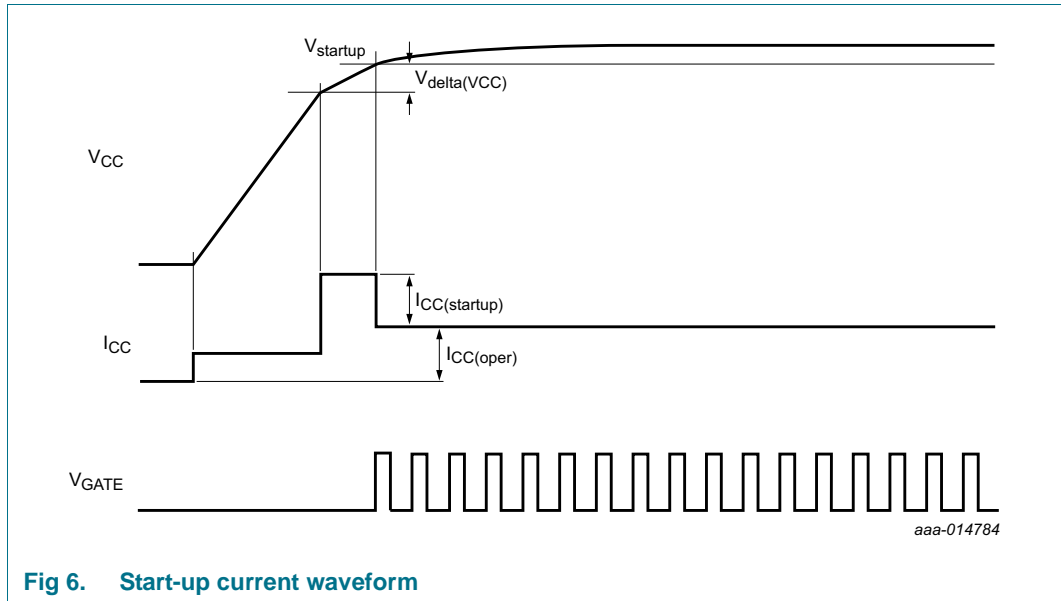 Vstartup
Vdelta(VCC)
VCC
ICC(startup)
ICC
ICC(oper)
VGATE
aaa-014784
Fig 6. Start-up current waveform